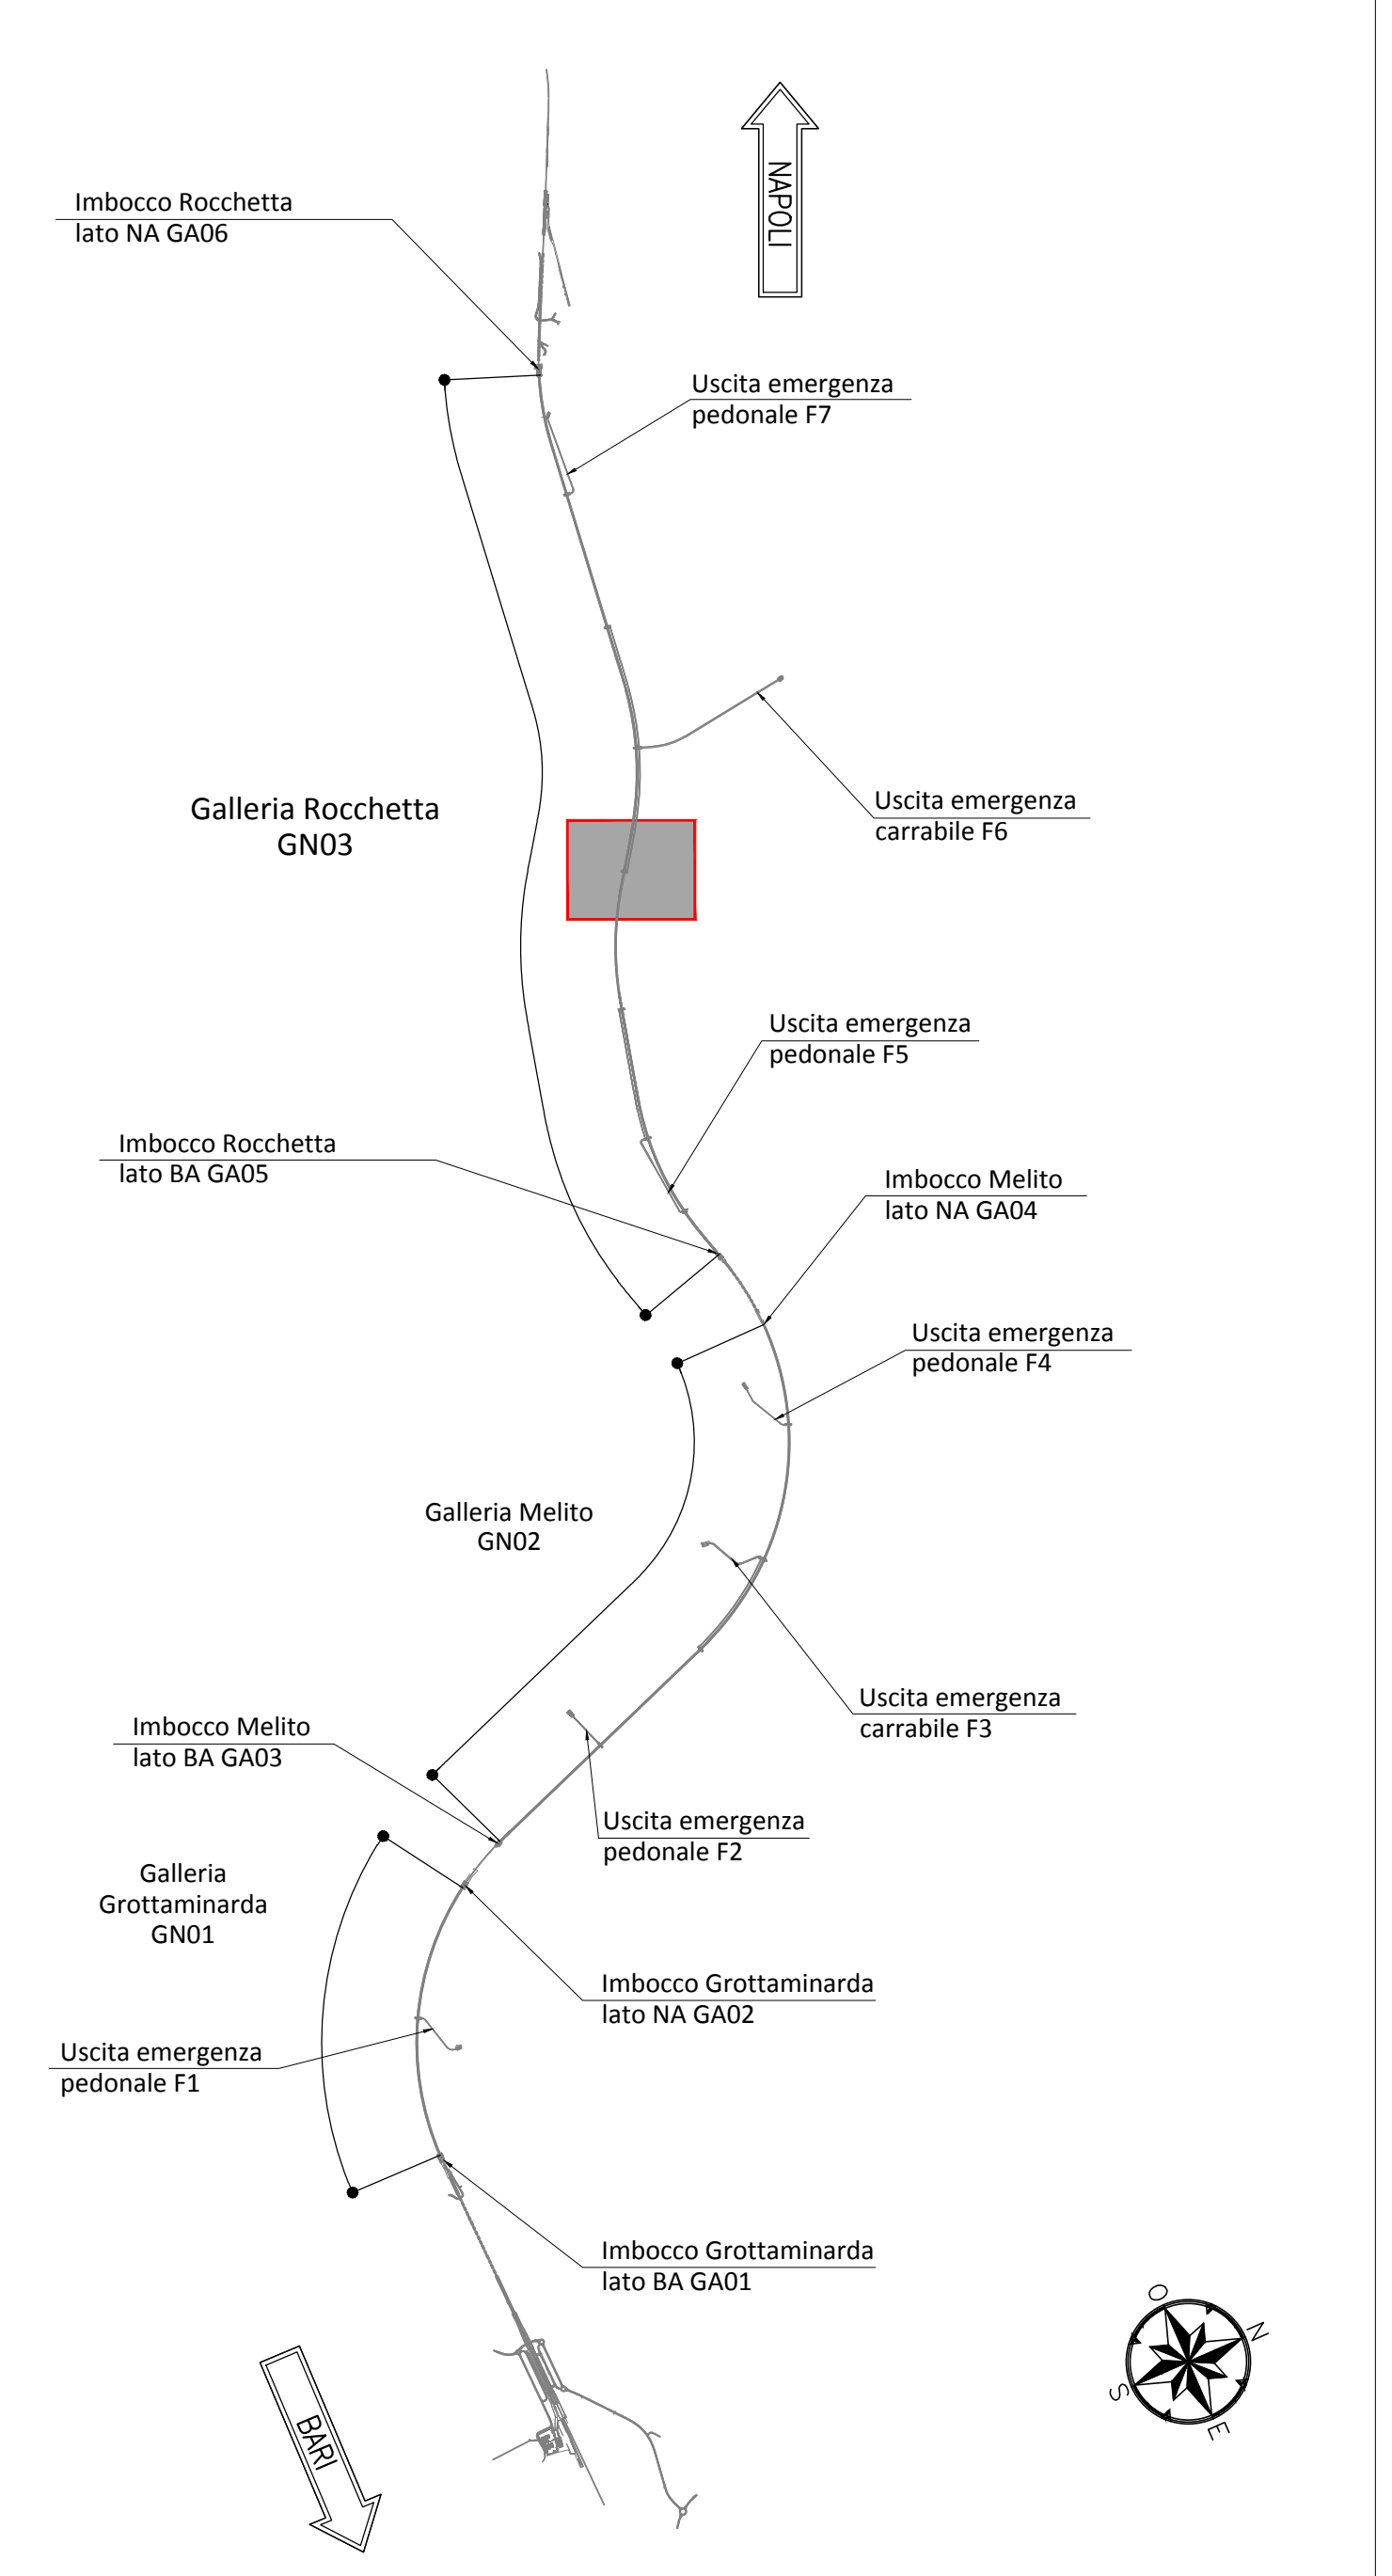 NAPOLI
Imbocco Rocchetta
lato NA GA06
Uscita emergenza
pedonale F7
Galleria Rocchetta
GN03
Uscita emergenza
carrabile F6
Uscita emergenza
pedonale F5
Imbocco Rocchetta
lato BA GA05
Imbocco Melito
lato NA GA04
Uscita emergenza
pedonale F4
Galleria Melito
GN02
Uscita emergenza
carrabile F3
Imbocco Melito
lato BA GA03
Uscita emergenza
pedonale F2
Galleria
Grottaminarda
GN01
Imbocco Grottaminarda
lato NA GA02
Uscita emergenza
pedonale F1
Imbocco Grottaminarda
lato BA GA01
O
N
S
E
BARI